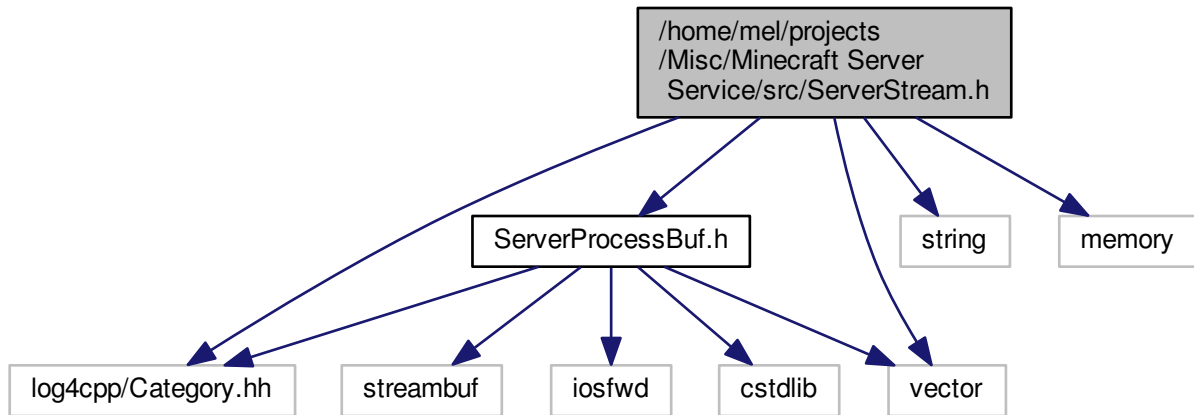 /home/mel/projects
/Misc/Minecraft Server
Service/src/ServerStream.h
ServerProcessBuf.h
string
memory
log4cpp/Category.hh
streambuf
iosfwd
cstdlib
vector